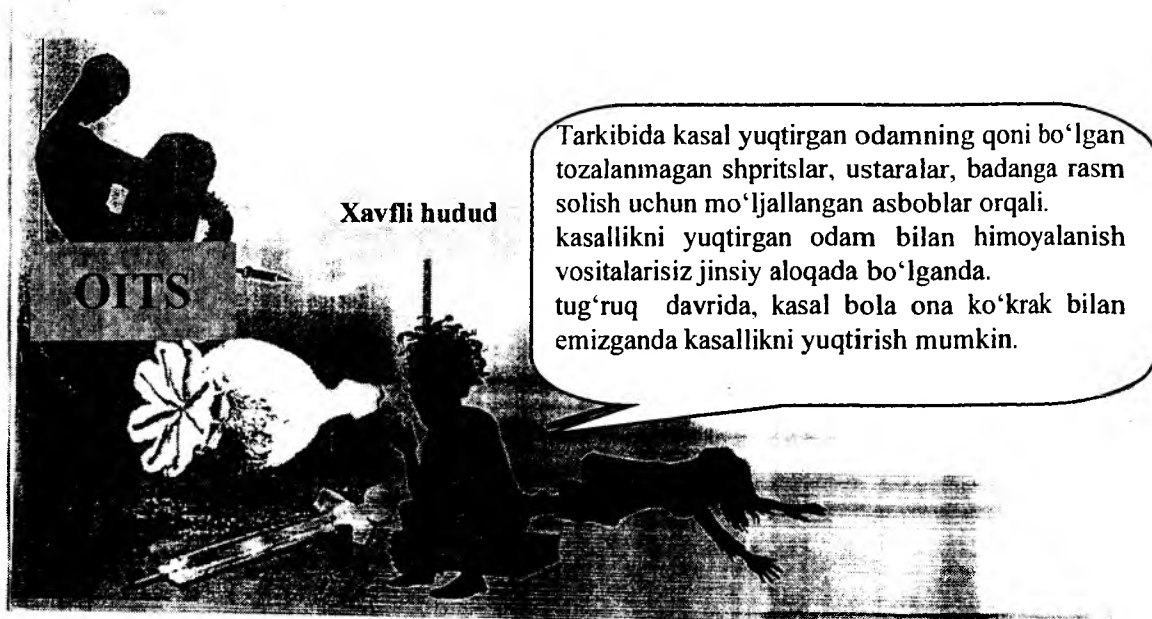 Xavfli hudud
OITS
Tarkibida kasal yuqtirgan odamning qoni bo‘lgan
tozalanmagan shpritslar, ustaralar, badanga rasm
solish uchun mo‘ljallangan asboblar orqali.
kasallikni yuqtirgan odam bilan himoyalanish
vositalarisiz jinsiy aloqada bo‘lganda.
tug‘ruq davrida, kasal bola ona ko‘krak bilan
emizganda kasallikni yuqtirish mumkin.